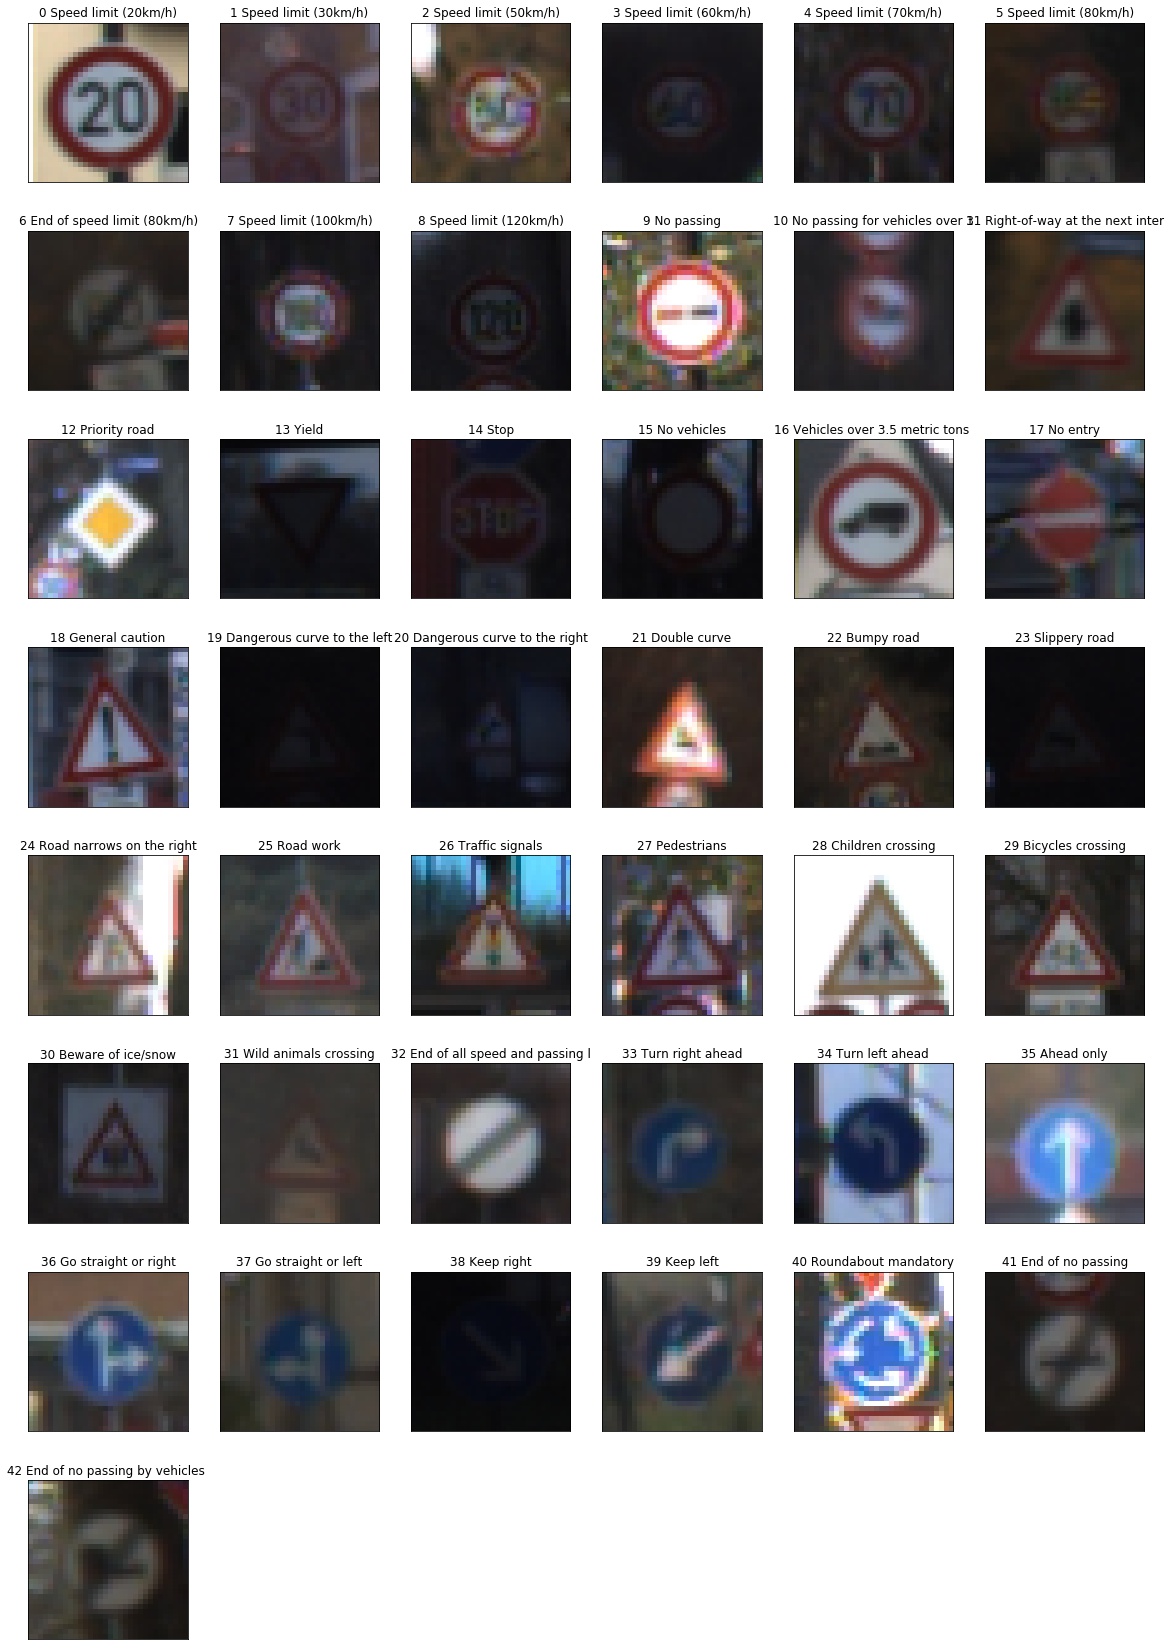 0 Speed limit (20km/h)
1 Speed limit (30km/h)
2 Speed limit (50km/h)
3 Speed limit (60km/h)
4 Speed limit (70km/h)
5 Speed limit (80km/h)
20
30
70
6 End of speed limit (80km/h)
7 Speed limit (100km/h)
8 Speed limit (120km/h)
9 No passing
10 No passing for vehicles over 3
11 Right-of-way at the next inter
12 Priority road
13 Yield
14 Stop
15 No vehicles
16 Vehicles over 3.5 metric tons
17 No entry
STOP
18 General caution
19 Dangerous curve to the left
20 Dangerous curve to the right
21 Double curve
22 Bumpy road
23 Slippery road
24 Road narrows on the right
25 Road work
26 Traffic signals
27 Pedestrians
28 Children crossing
29 Bicycles crossing
30 Beware of ice/snow
31 Wild animals crossing
32 End of all speed and passing l
33 Turn right ahead
34 Turn left ahead
35 Ahead only
36 Go straight or right
37 Go straight or left
38 Keep right
39 Keep left
40 Roundabout mandatory
41 End of no passing
42 End of no passing by vehicles